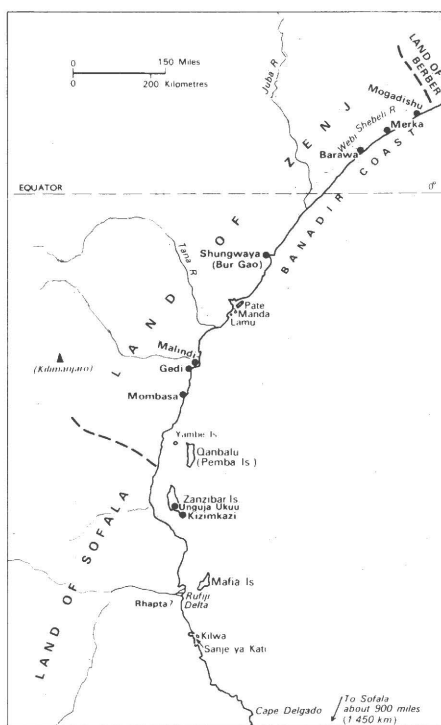 0 150 Miles
0 200 Kilometres
LAND OF
BERBER
Mogadishu
Merka
Barawa
Webi Shebeli R
Juba R
BANADIR COAST
LAND OF ZENJ
EQUATOR
0°
Tana R
Shungwaya
(Bur Gao)
Pate
Manda
Lamu
Malindi
Gedi
(Kilimanjaro)
Mombasa
Yambe Is
Qanbalu
(Pemba Is)
Zanzibar Is
Unguja Ukuu
Kizimkazi
LAND OF SOFALA
Mafia Is
Rhapta?
Rufiji
Delta
Kilwa
Sanje ya Kati
Cape Delgado
To Sofala
about 900 miles
(1 450 km)